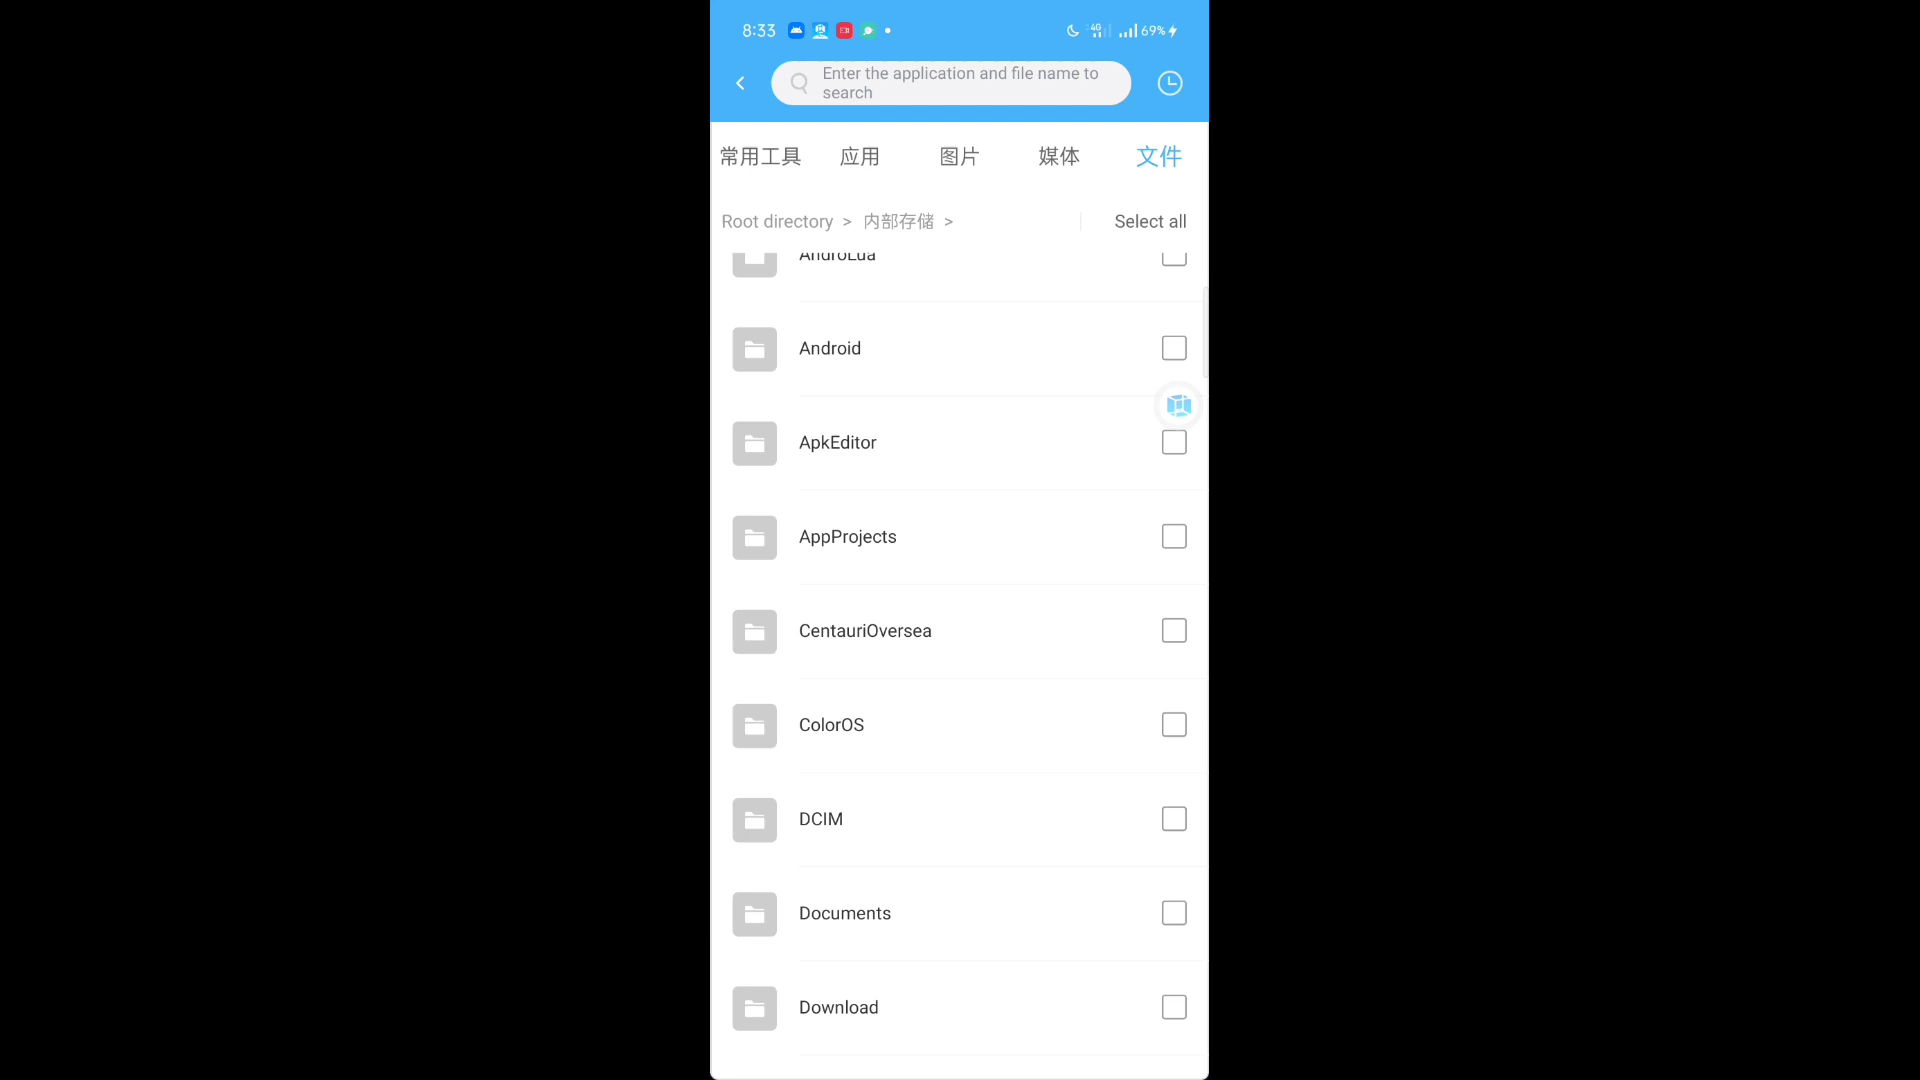 8:33
4G
69%
Enter the application and file name to
search
常用工具 应用 图片 媒体 文件
Root directory > 内部存储 > Select all
AndroLua
Android
ApkEditor
AppProjects
CentauriOversea
ColorOS
DCIM
Documents
Download